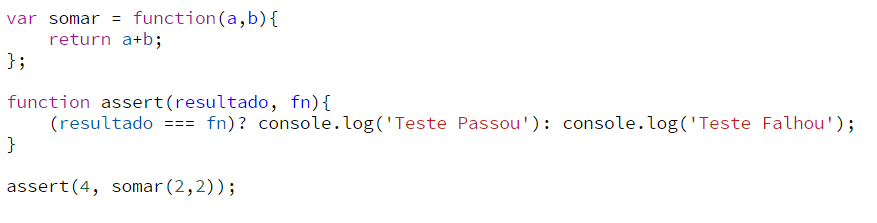 var somar = function(a,b){
    return a+b;
};
function assert(resultado, fn){
    (resultado === fn)? console.log('Teste Passou'): console.log('Teste Falhou');
}
assert(4, somar(2,2));